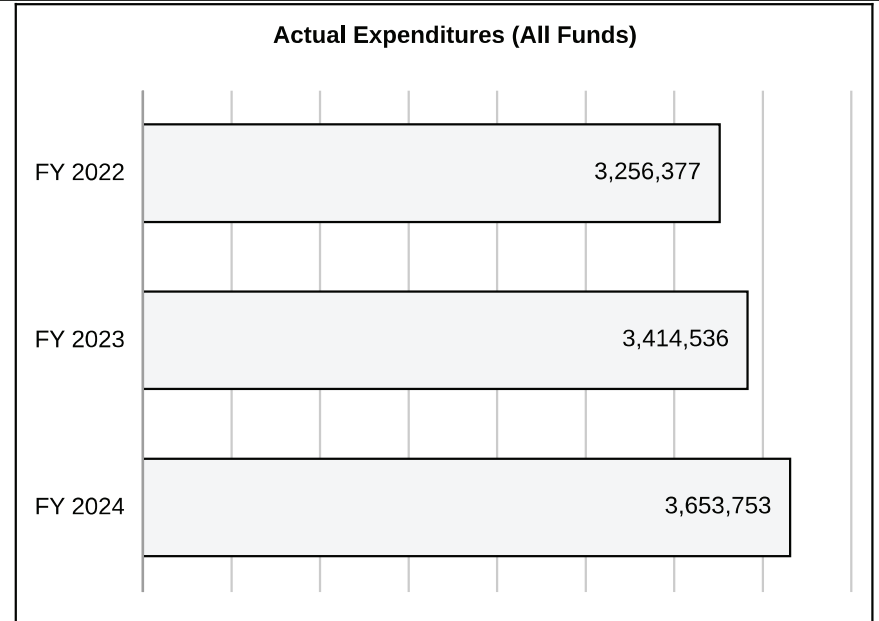 Actual Expenditures (All Funds)
FY 2022
3,256,377
FY 2023
3,414,536
FY 2024
3,653,753